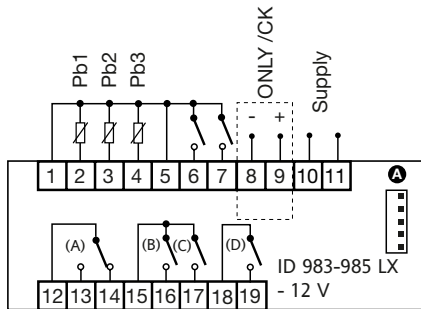 Pb1
Pb2
Pb3
ONLY /CK
Supply
- +
1 2 3 4 5 6 7 8 9 10 11
A
(A) (B) (C) (D)
ID 983-985 LX
- 12 V
12 13 14 15 16 17 18 19